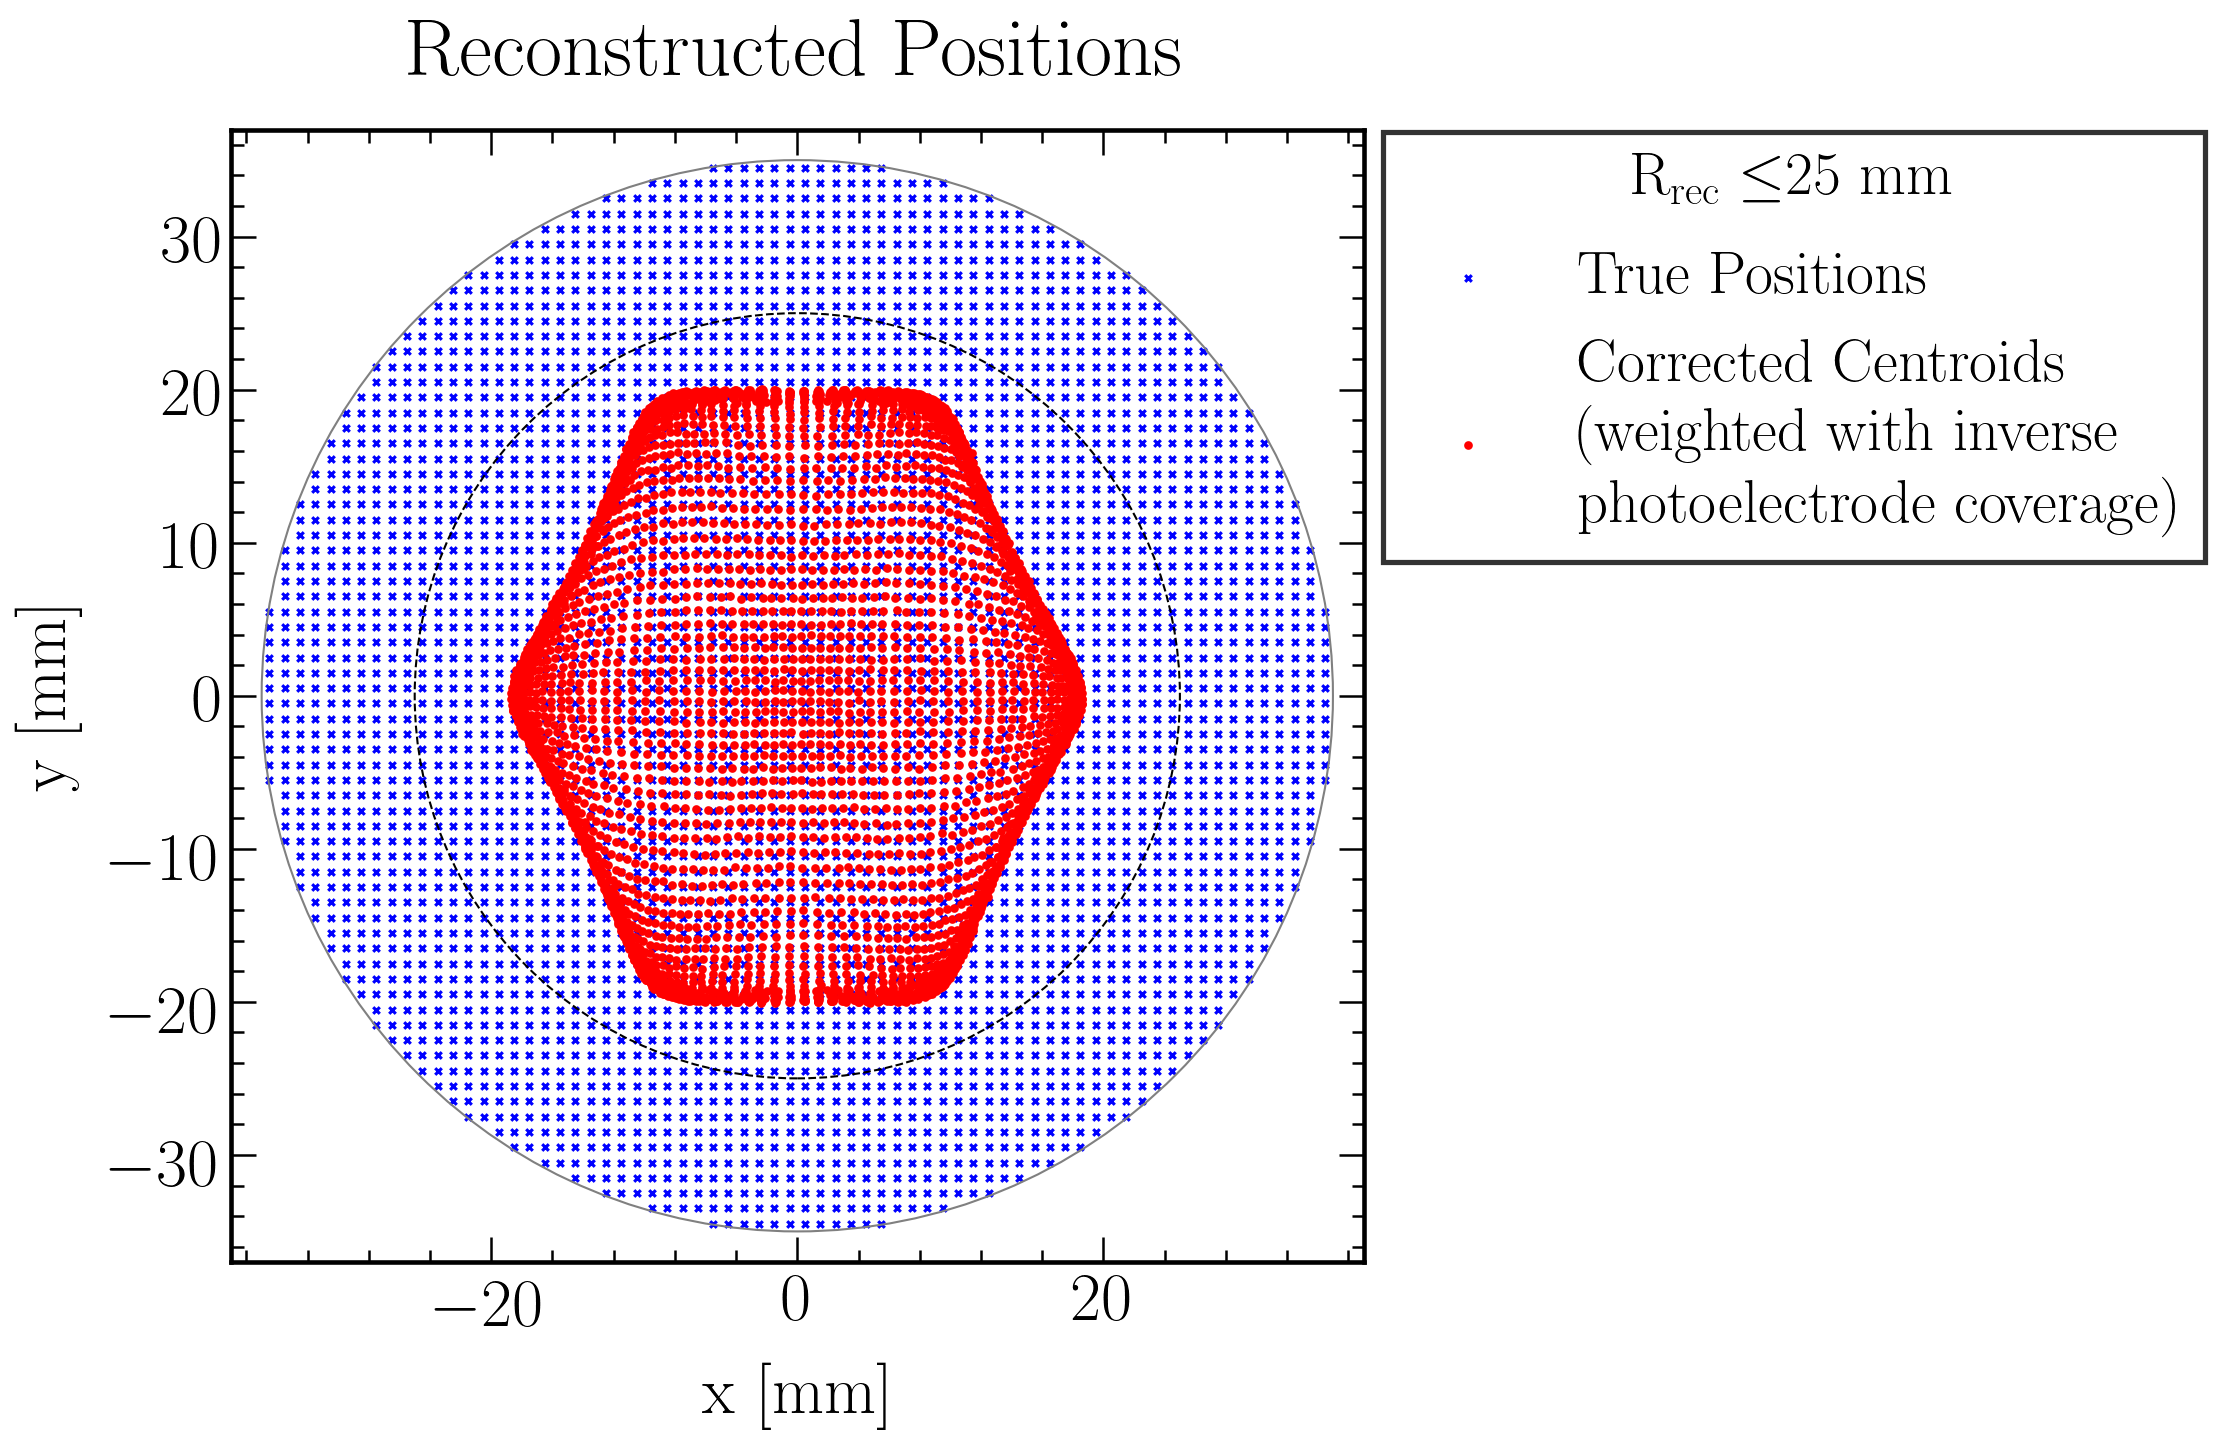 Reconstructed Positions
R_rec ≤25 mm
True Positions
Corrected Centroids
(weighted with inverse
photoelectrode coverage)
30
20
10
0
−10
−20
−30
y [mm]
−20 0 20
x [mm]